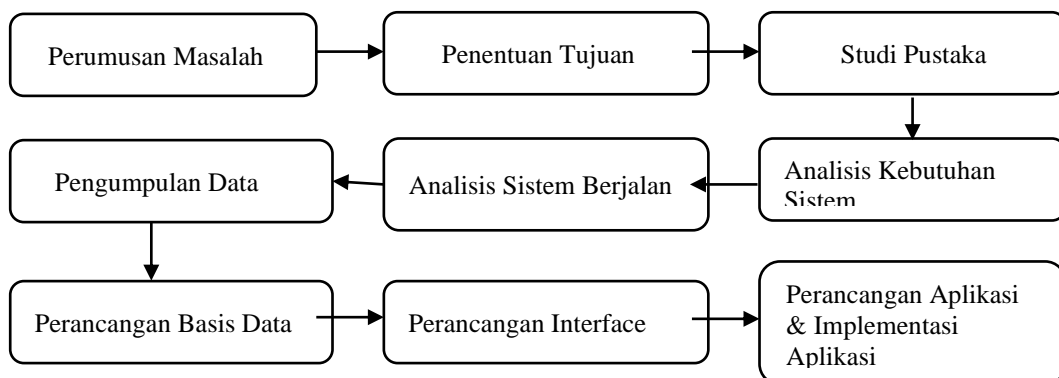 Perumusan Masalah
Penentuan Tujuan
Studi Pustaka
Pengumpulan Data
Analisis Sistem Berjalan
Analisis Kebutuhan
Sistem
Perancangan Basis Data
Perancangan Interface
Perancangan Aplikasi
& Implementasi
Aplikasi